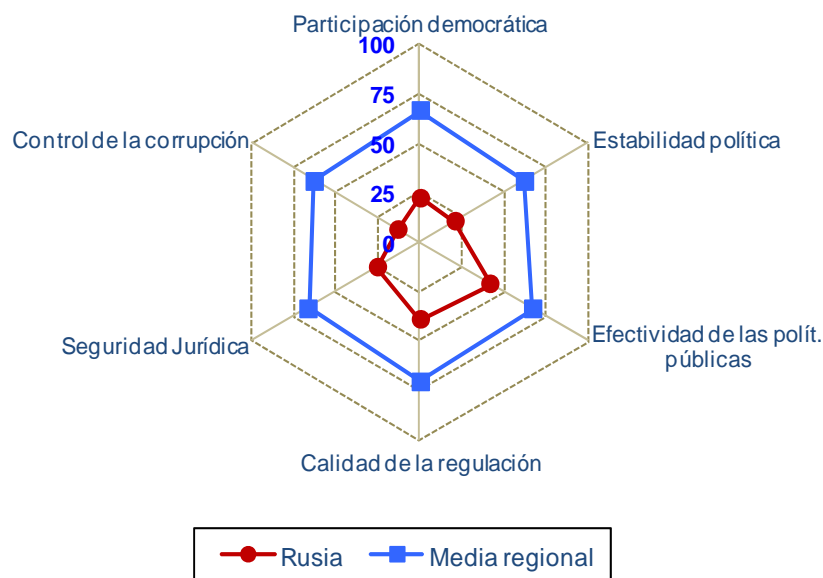 Participación democrática
100
75
50
25
0
Control de la corrupción
Estabilidad política
Seguridad Jurídica
Efectividad de las polít.
públicas
Calidad de la regulación
Rusia
Media regional